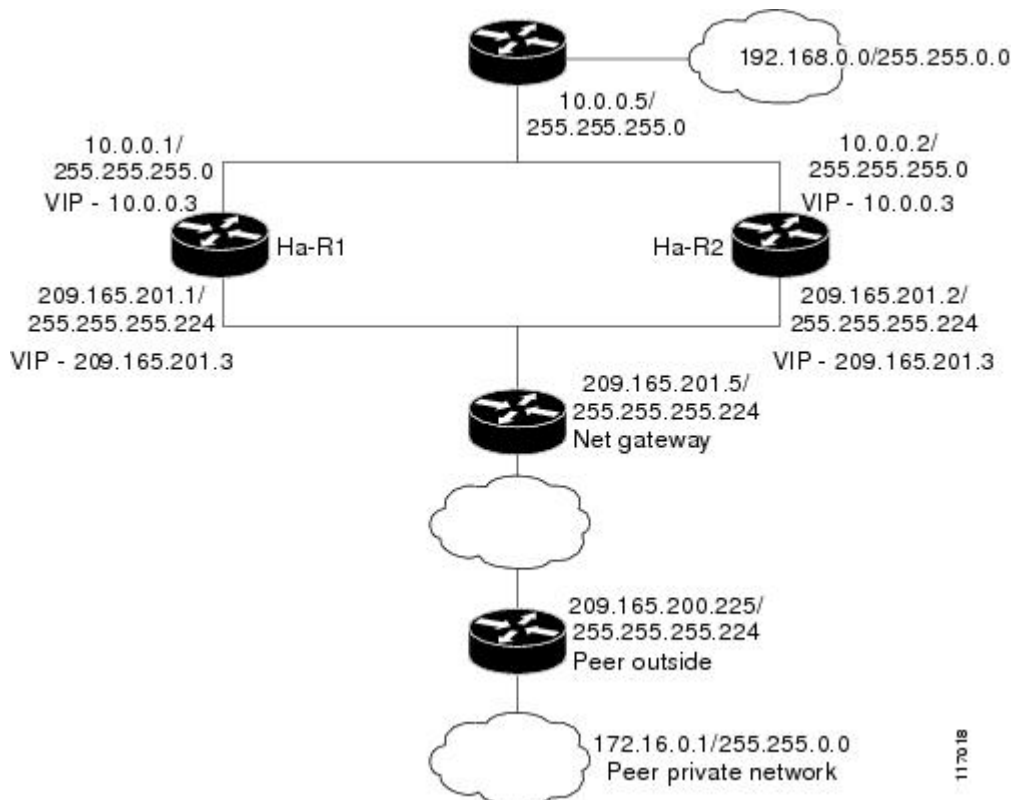 192.168.0.0/255.255.0.0
10.0.0.5/
255.255.255.0
10.0.0.1/
255.255.255.0
VIP - 10.0.0.3
10.0.0.2/
255.255.255.0
VIP - 10.0.0.3
Ha-R1
Ha-R2
209.165.201.1/
255.255.255.224
VIP - 209.165.201.3
209.165.201.2/
255.255.255.224
VIP - 209.165.201.3
209.165.201.5/
255.255.255.224
Net gateway
209.165.200.225/
255.255.255.224
Peer outside
172.16.0.1/255.255.0.0
Peer private network
117018